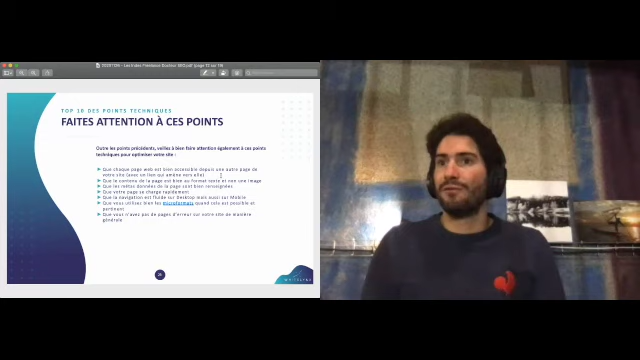 TOP 16 DES POINTS TECHNIQUES
FAITES ATTENTION À CES POINTS
Outre les points précédents, veillez à bien faire attention également à ces points
techniques pour optimiser votre site :
Que chaque page web est bien accessible depuis une autre page de
votre site (avec un lien qui amène vers elle)
Que le contenu de la page est bien au format texte et non une image
Que les métas données de la page sont bien renseignées
Que votre page se charge rapidement
Que la navigation est fluide sur Desktop mais aussi sur Mobile
Que vous utilisez bien les microformats quand cela est possible et
pertinent
Que vous n'avez pas de pages d'erreur sur votre site de manière
générale